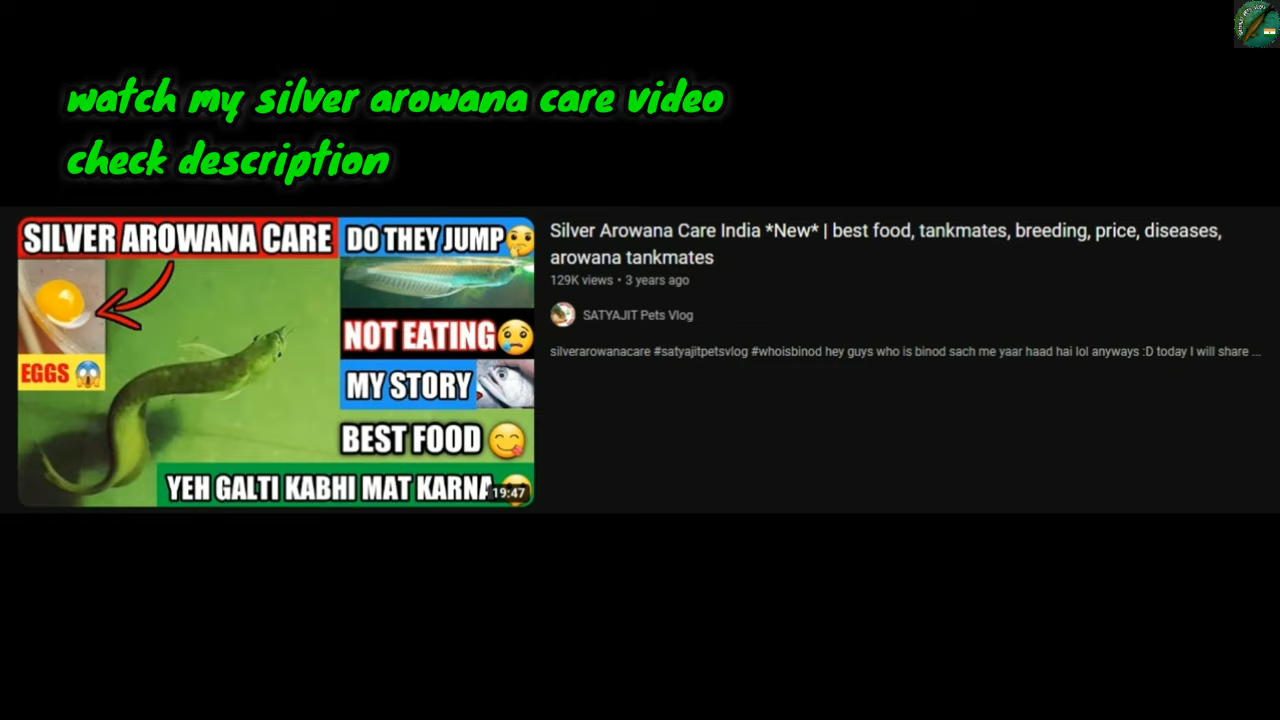 watch my silver arowana care video
check description
SILVER AROWANA CARE
DO THEY JUMP
NOT EATING
EGGS
MY STORY
BEST FOOD
YEH GALTI KABHI MAT KARNA
19:47
Silver Arowana Care India *New* | best food, tankmates, breeding, price, diseases,
arowana tankmates
129K views • 3 years ago
SATYAJIT Pets Vlog
silverarowanacare #satyajitpetsvlog #whoisbinod hey guys who is binod sach me yaar haad hai lol anyways :D today I will share ...